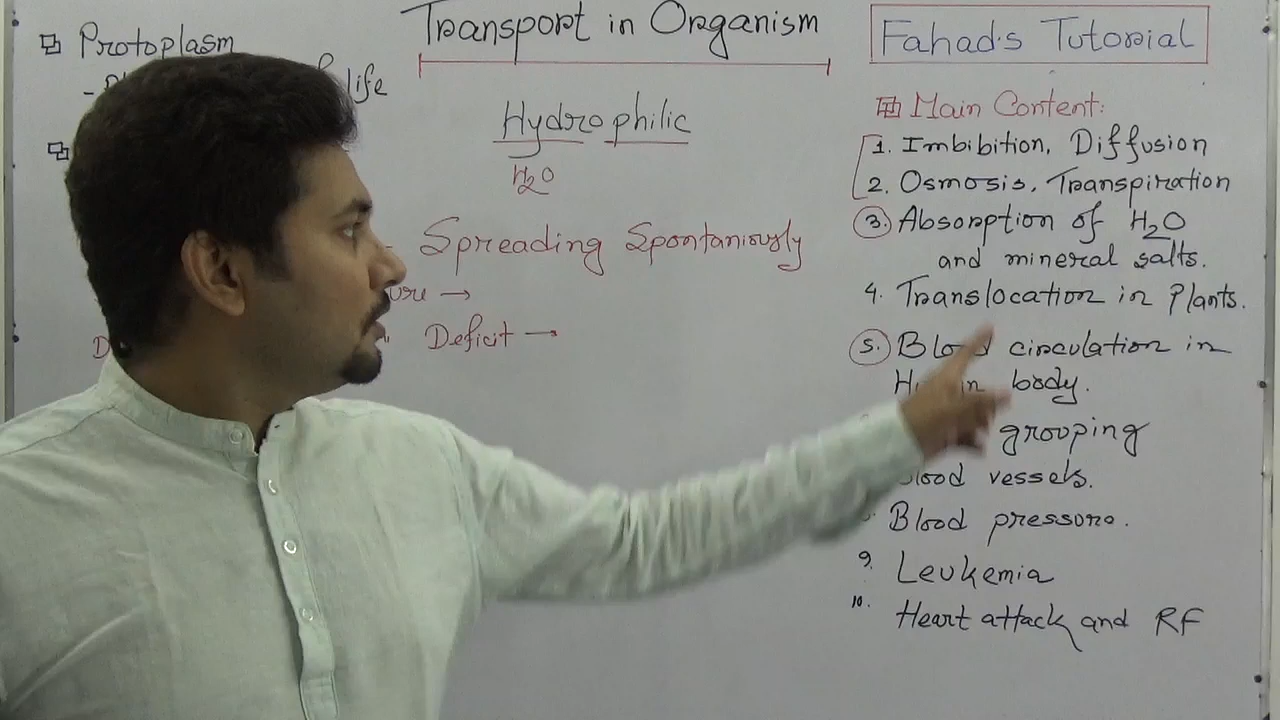 Transport in Organism
Fahad's Tutorial
Protoplasm
life
Hydrophilic
H2O
Spreading Spontaniously
Deficit →
Main Content:
1. Imbibition, Diffusion
2. Osmosis, Transpiration
3. Absorption of H2O
and mineral salts.
4. Translocation in Plants.
5. Blood circulation in
body.
grouping
vessels.
Blood pressure.
9. Leukemia
10. Heart attack and RF